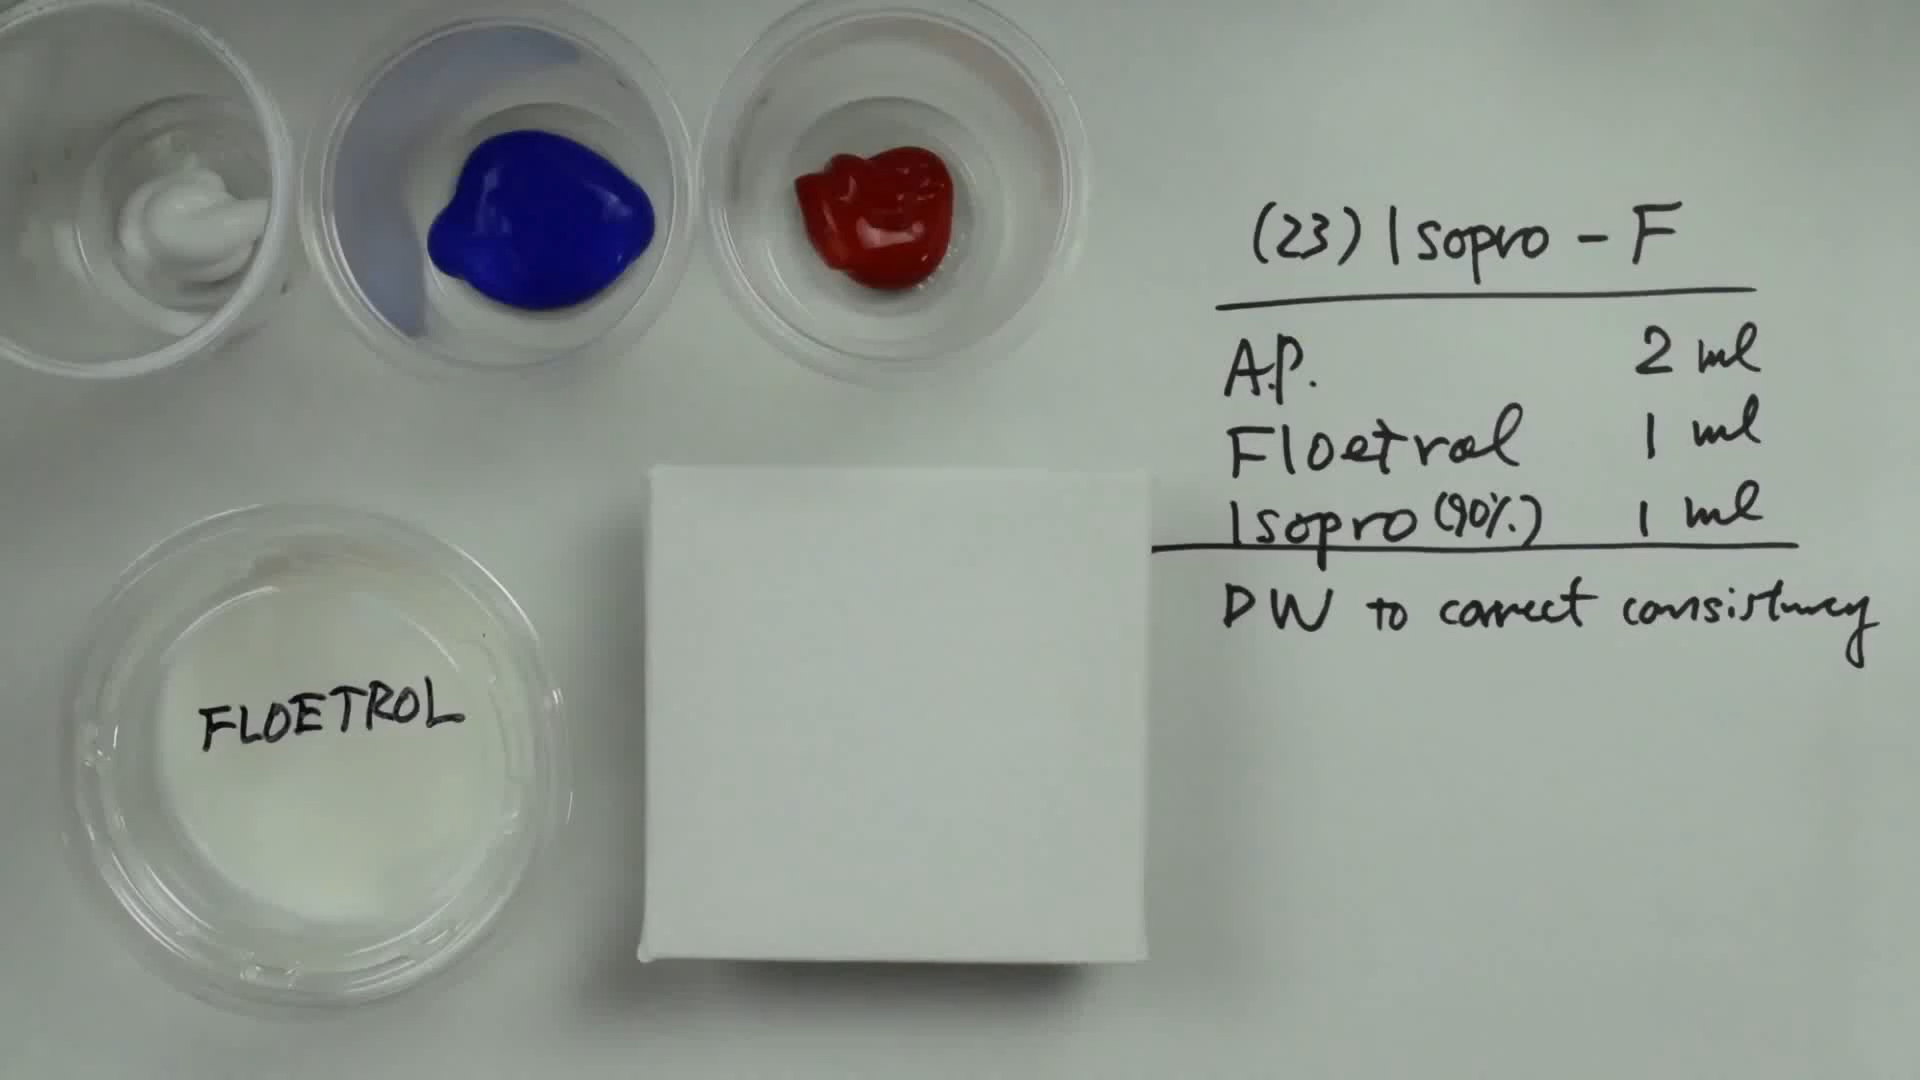 (23) Isopro - F
A.P. 2 ml
Floetrol 1 ml
Isopro (90%) 1 ml
DW to correct consistency
FLOETROL